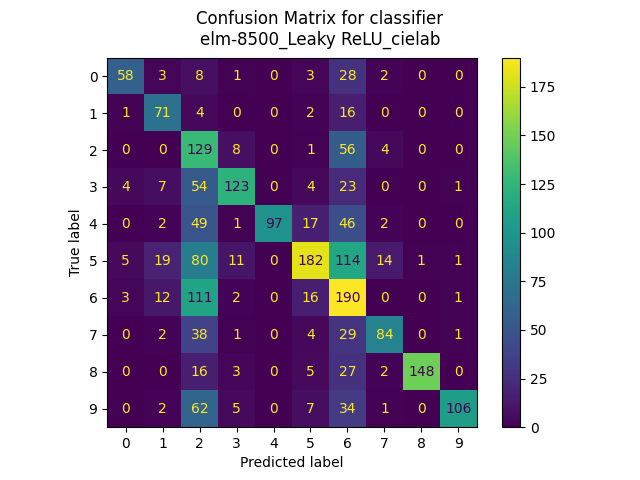 Confusion Matrix for classifier
elm-8500_Leaky ReLU_cielab
0 58 3 8 1 0 3 28 2 0 0
1 1 71 4 0 0 2 16 0 0 0
2 0 0 129 8 0 1 56 4 0 0
3 4 7 54 123 0 4 23 0 0 1
4 0 2 49 1 97 17 46 2 0 0
5 5 19 80 11 0 182 114 14 1 1
6 3 12 111 2 0 16 190 0 0 1
7 0 2 38 1 0 4 29 84 0 1
8 0 0 16 3 0 5 27 2 148 0
9 0 2 62 5 0 7 34 1 0 106
0 1 2 3 4 5 6 7 8 9
Predicted label
True label
175
150
125
100
75
50
25
0